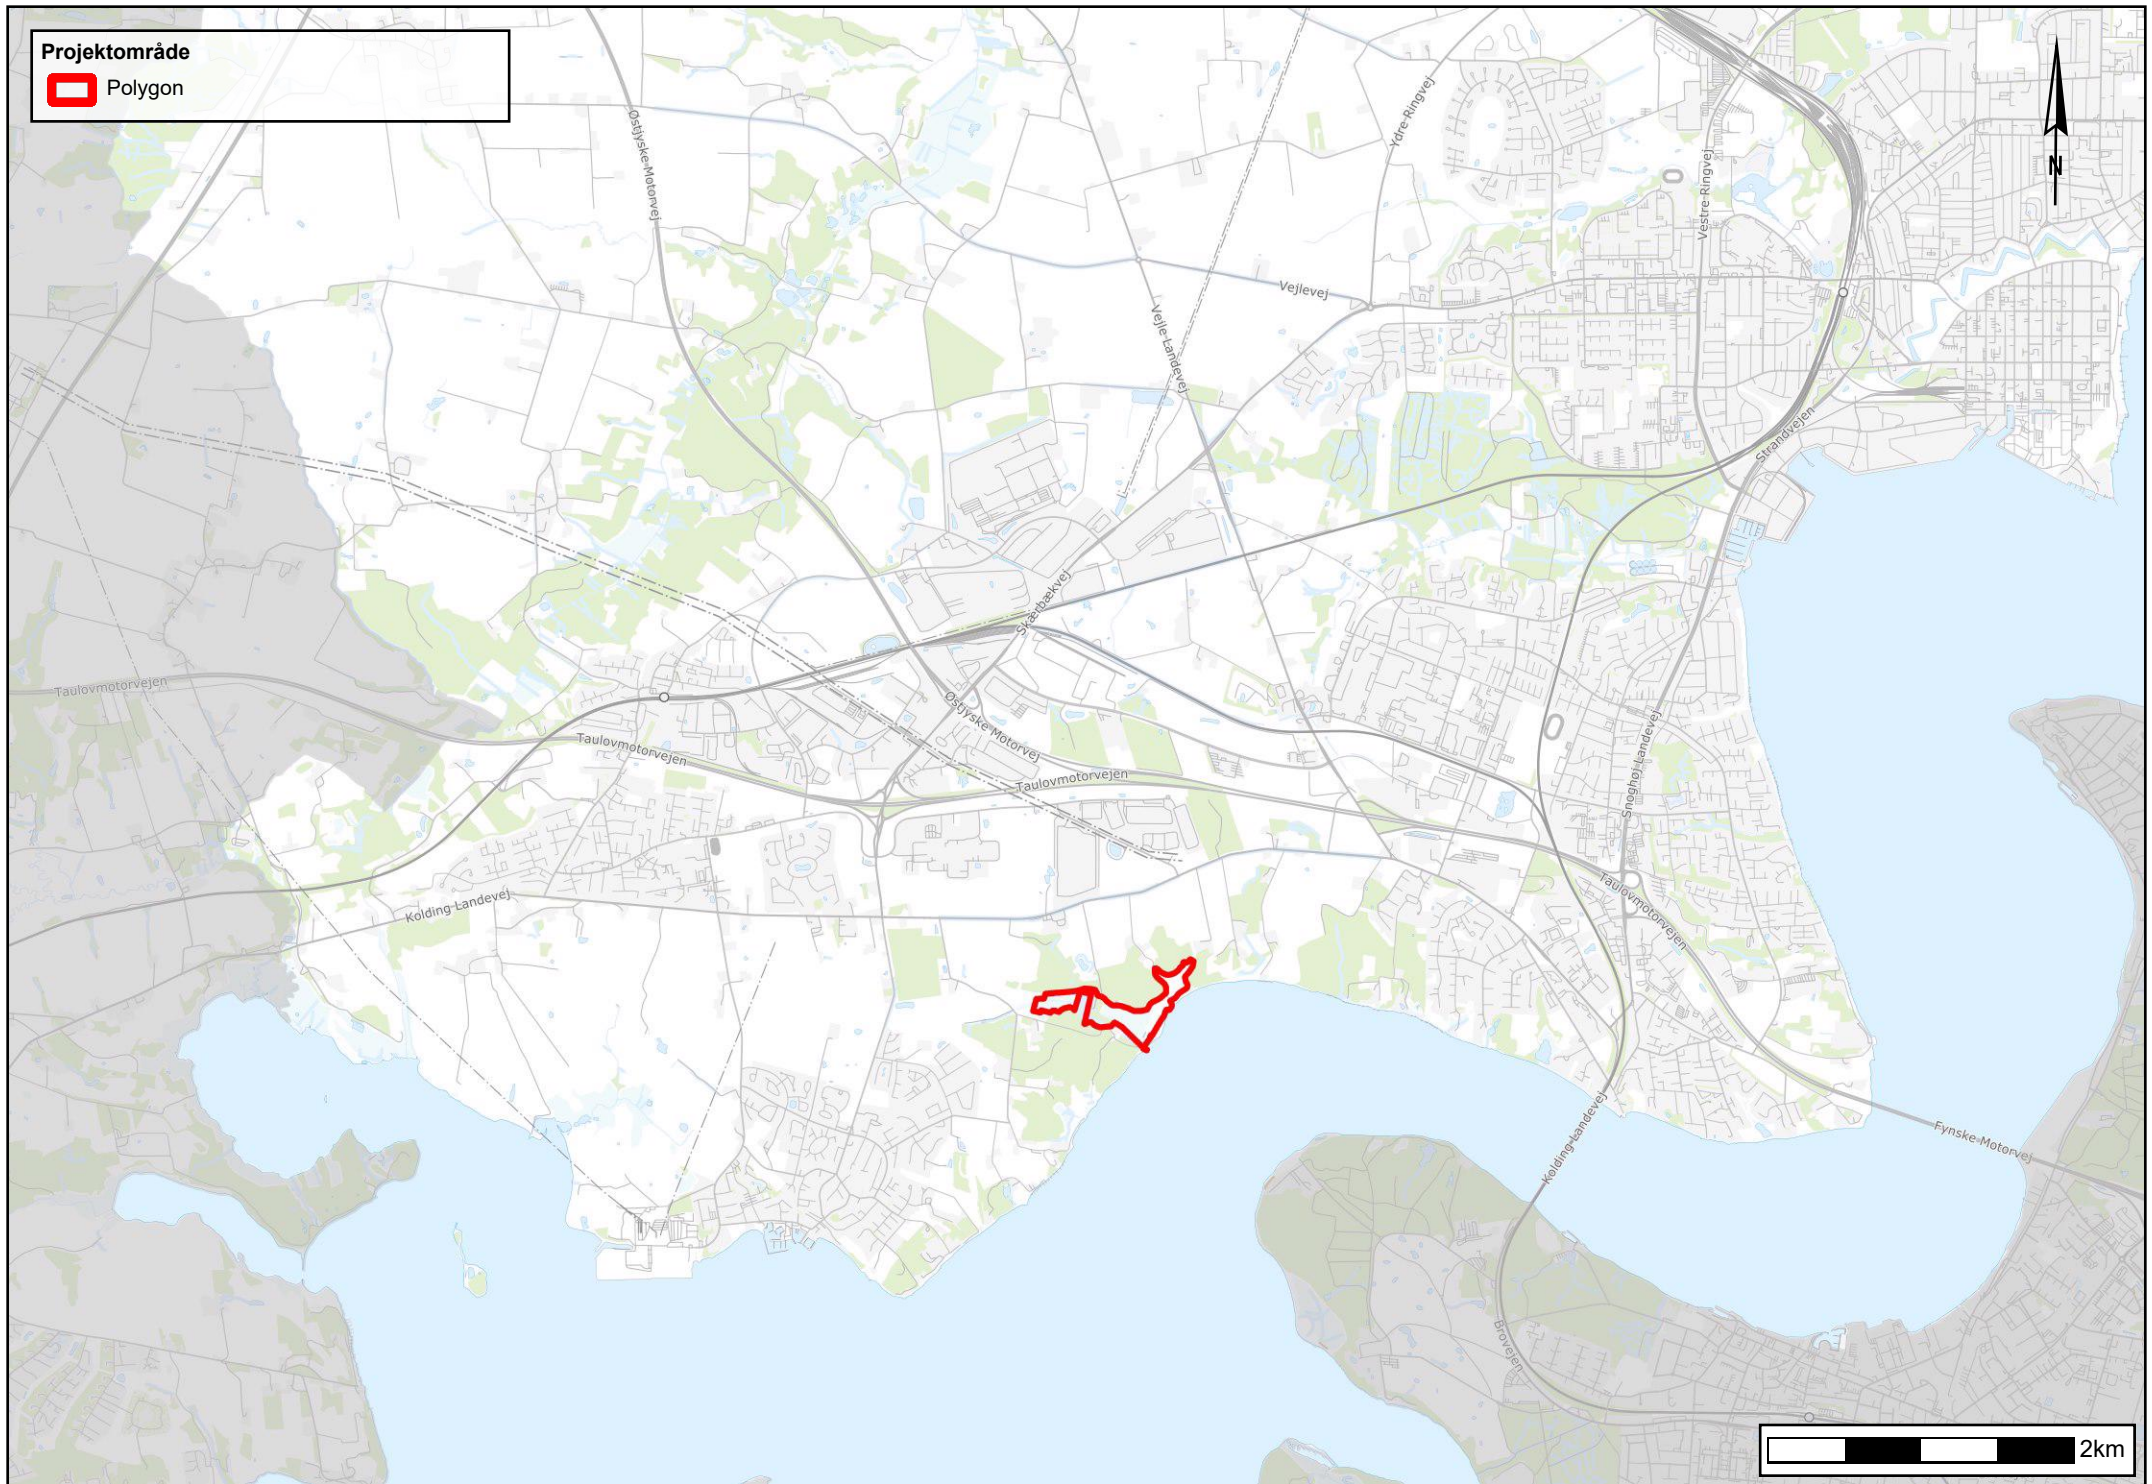 Projektområde
Polygon
Østjyske-Motorvej
Ydre-Ringvej
Vestre-Ringvej
N
Vejlevej
Vejle-Landevej
Strandvejen
Skærbækvej
Taulovmotorvejen
Østjyske Motorvej
Taulovmotorvejen
Taulovmotorvejen
Snoghøj-Landevej
Kolding Landevej
Taulovmotorvejen
Kolding-Landevej
Fynske-Motorvej
Brovejen
2km